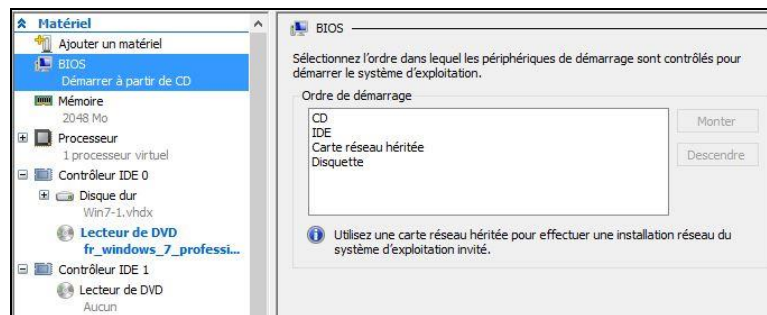 Matériel
Ajouter un matériel
BIOS
Démarrer à partir de CD
Mémoire
2048 Mo
Processeur
1 processeur virtuel
Contrôleur IDE 0
Disque dur
Win7-1.vhdx
Lecteur de DVD
fr_windows_7_professi...
Contrôleur IDE 1
Lecteur de DVD
Aucun
BIOS
Sélectionnez l'ordre dans lequel les périphériques de démarrage sont contrôlés pour
démarrer le système d'exploitation.
Ordre de démarrage
CD
IDE
Carte réseau héritée
Disquette
Monter
Descendre
Utilisez une carte réseau héritée pour effectuer une installation réseau du
système d'exploitation invité.